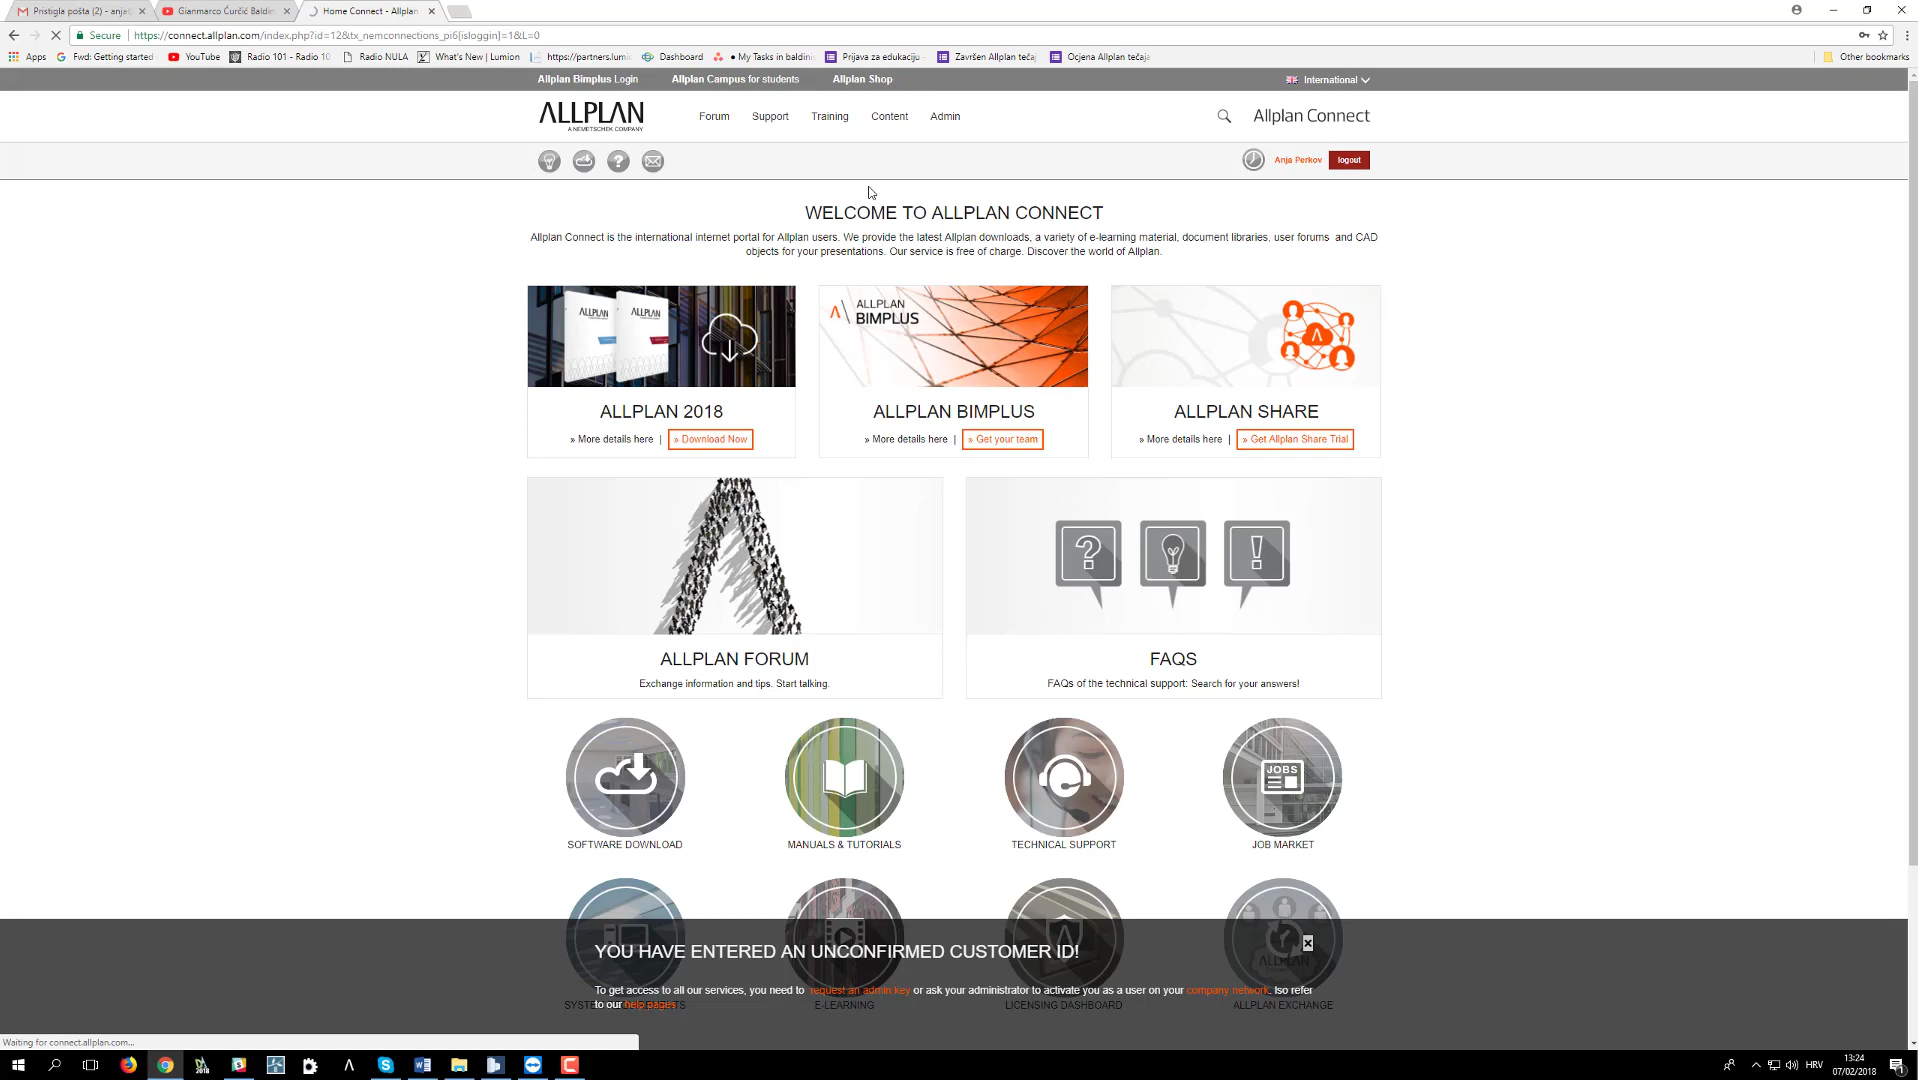 Pristigla pošta (2) - anja
Gianmarco Ćurčić Baldin
Home Connect - Allplan
Secure https://connect.allplan.com/index.php?id=12&tx_nemconnections_pi6[isloggin]=1&L=0
Apps Fwd: Getting started YouTube Radio 101 - Radio 10 Radio NULA What's New | Lumion https://partners.lumi Dashboard • My Tasks in baldin Prijava za edukaciju - Završen Allplan tečaj Ocjena Allplan tečaja Other bookmarks
Allplan Bimplus Login Allplan Campus for students Allplan Shop International
ALLPLAN Forum Support Training Content Admin Allplan Connect
A NEMETSCHEK COMPANY
Anja Perkov logout
WELCOME TO ALLPLAN CONNECT
Allplan Connect is the international internet portal for Allplan users. We provide the latest Allplan downloads, a variety of e-learning material, document libraries, user forums and CAD
objects for your presentations. Our service is free of charge. Discover the world of Allplan.
ALLPLAN ALLPLAN
ALLPLAN
BIMPLUS
ALLPLAN 2018
» More details here | » Download Now
ALLPLAN BIMPLUS
» More details here | » Get your team
ALLPLAN SHARE
» More details here | » Get Allplan Share Trial
ALLPLAN FORUM
Exchange information and tips. Start talking.
FAQS
FAQs of the technical support: Search for your answers!
JOBS
SOFTWARE DOWNLOAD MANUALS & TUTORIALS TECHNICAL SUPPORT JOB MARKET
ALLPLAN
YOU HAVE ENTERED AN UNCONFIRMED CUSTOMER ID!
To get access to all our services, you need to request an admin key or ask your administrator to activate you as a user on your company network. lso refer
to our help pages.
E-LEARNING LICENSING DASHBOARD ALLPLAN EXCHANGE
Waiting for connect.allplan.com...
2018
HRV
13:24
07/02/2018